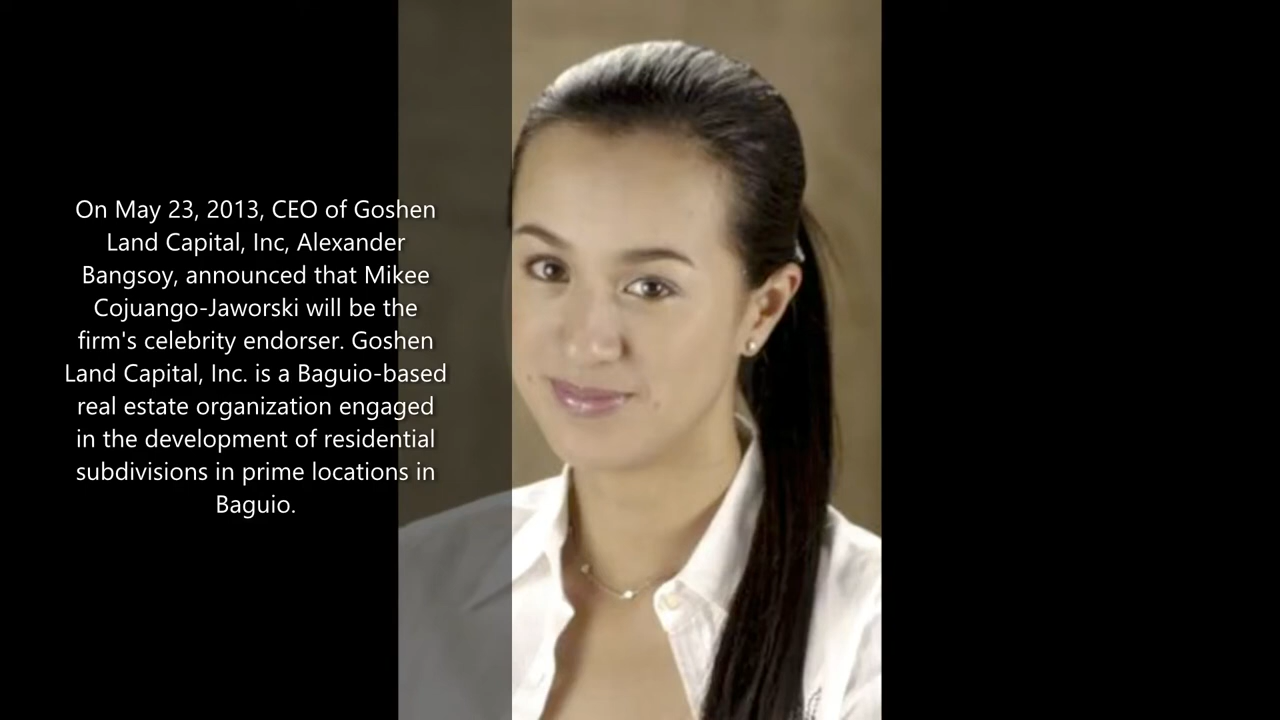 On May 23, 2013, CEO of Goshen
Land Capital, Inc, Alexander
Bangsoy, announced that Mikee
Cojuango-Jaworski will be the
firm's celebrity endorser. Goshen
Land Capital, Inc. is a Baguio-based
real estate organization engaged
in the development of residential
subdivisions in prime locations in
Baguio.